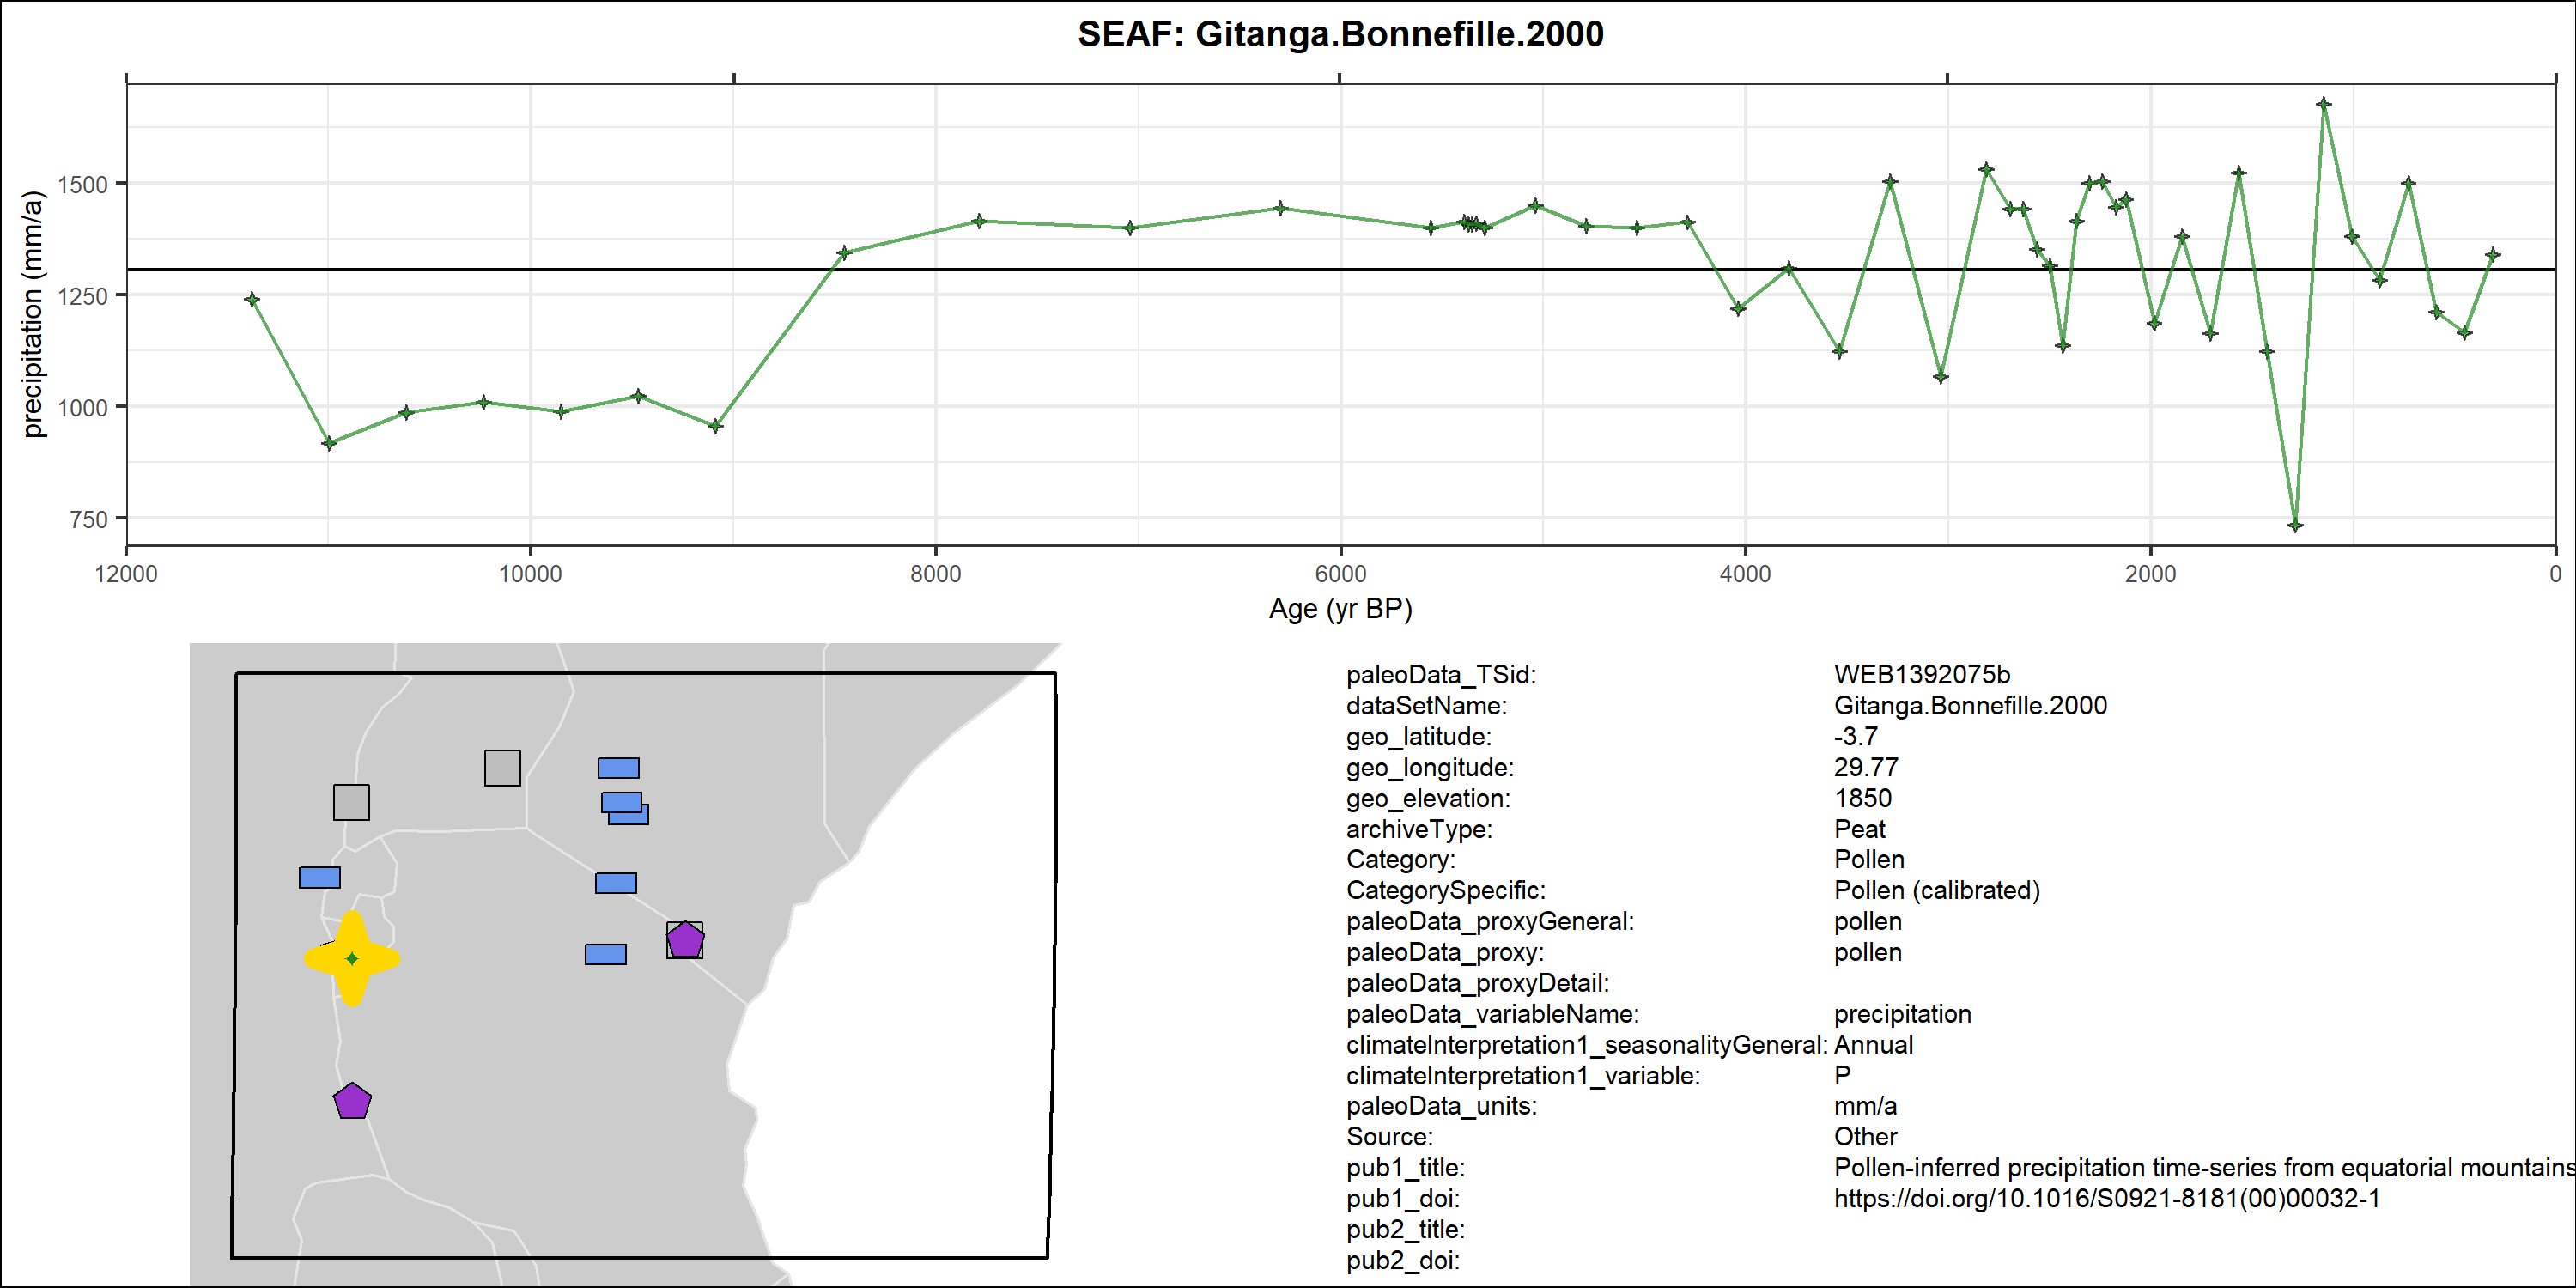 SEAF: Gitanga.Bonnefille.2000
precipitation (mm/a)
1500
1250
1000
750
12000 10000 8000 6000 4000 2000 0
Age (yr BP)
paleoData_TSid: WEB1392075b
dataSetName: Gitanga.Bonnefille.2000
geo_latitude: -3.7
geo_longitude: 29.77
geo_elevation: 1850
archiveType: Peat
Category: Pollen
CategorySpecific: Pollen (calibrated)
paleoData_proxyGeneral: pollen
paleoData_proxy: pollen
paleoData_proxyDetail:
paleoData_variableName: precipitation
climateInterpretation1_seasonalityGeneral: Annual
climateInterpretation1_variable: P
paleoData_units: mm/a
Source: Other
pub1_title: Pollen-inferred precipitation time-series from equatorial mountains
pub1_doi: https://doi.org/10.1016/S0921-8181(00)00032-1
pub2_title:
pub2_doi: